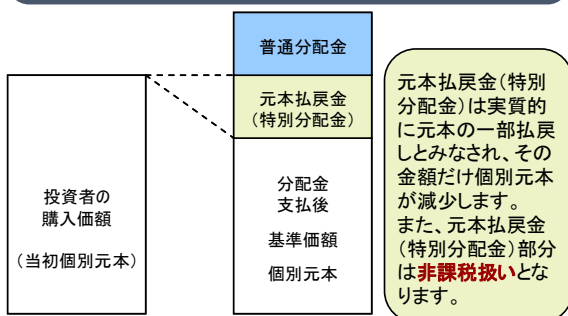 普通分配金
元本払戻金
（特別分配金）
投資者の
購入価額
（当初個別元本）
分配金
支払後
基準価額
個別元本
元本払戻金（特別
分配金）は実質的
に元本の一部払戻
しとみなされ、その
金額だけ個別元本
が減少します。
また、元本払戻金
（特別分配金）部分
は非課税扱いとな
ります。